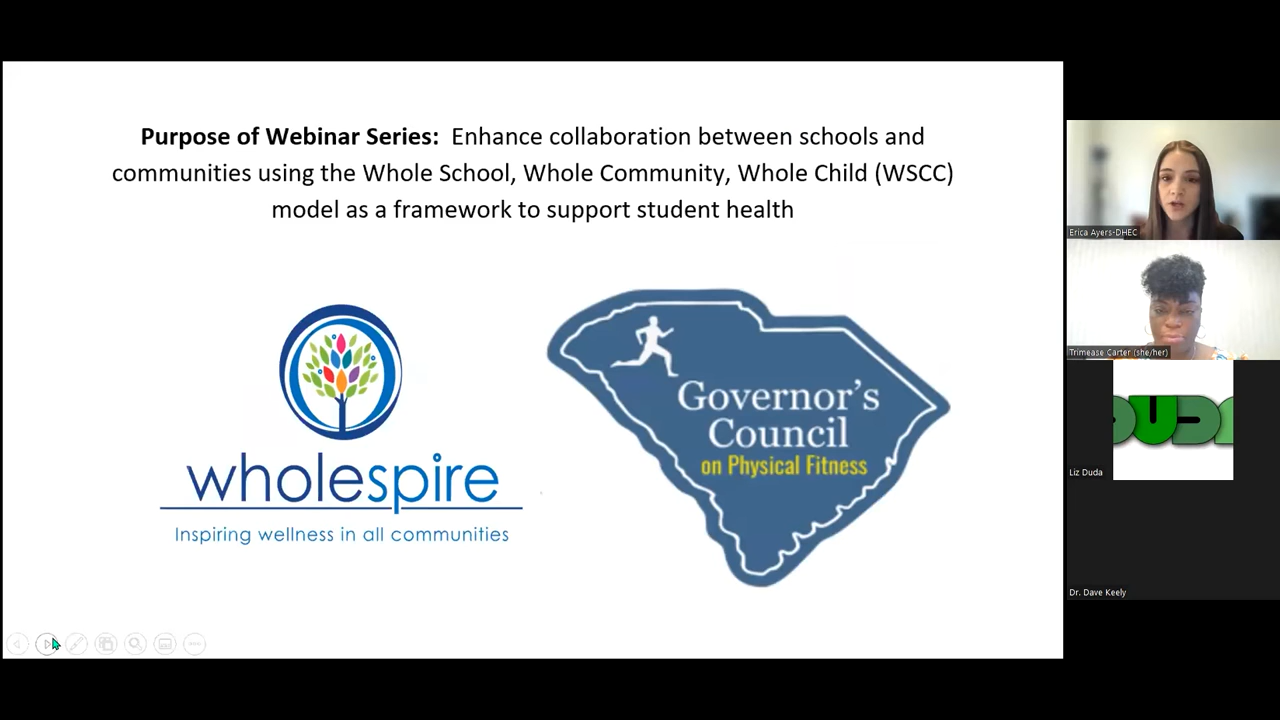 Purpose of Webinar Series:  Enhance collaboration between schools and
communities using the Whole School, Whole Community, Whole Child (WSCC)
model as a framework to support student health
wholespire
Inspiring wellness in all communities
Governor's
Council
on Physical Fitness
Erica Ayers-DHEC
Trimease Carter (she/her)
DUDA
Liz Duda
Dr. Dave Keely